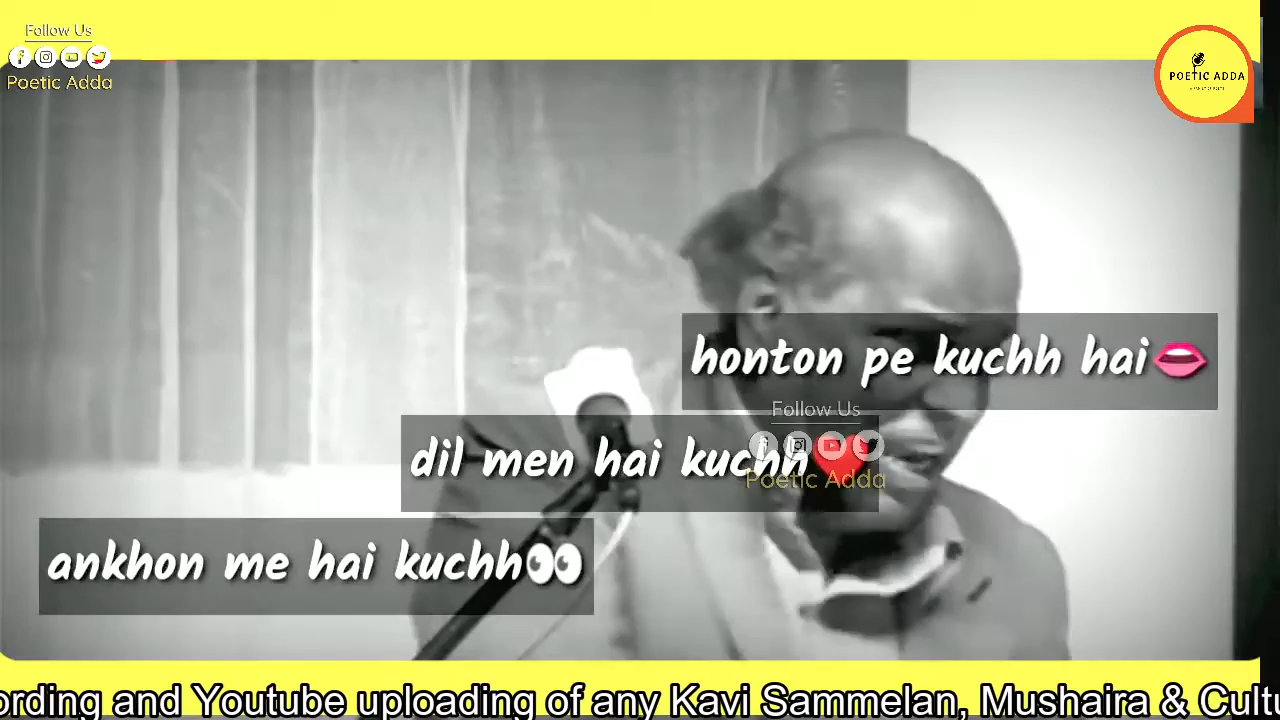 Follow Us
Poetic Adda
POETIC ADDA
honton pe kuchh hai
Follow Us
dil men hai kuchh
Poetic Adda
ankhon me hai kuchh
ording and Youtube uploading of any Kavi Sammelan, Mushaira & Cultu